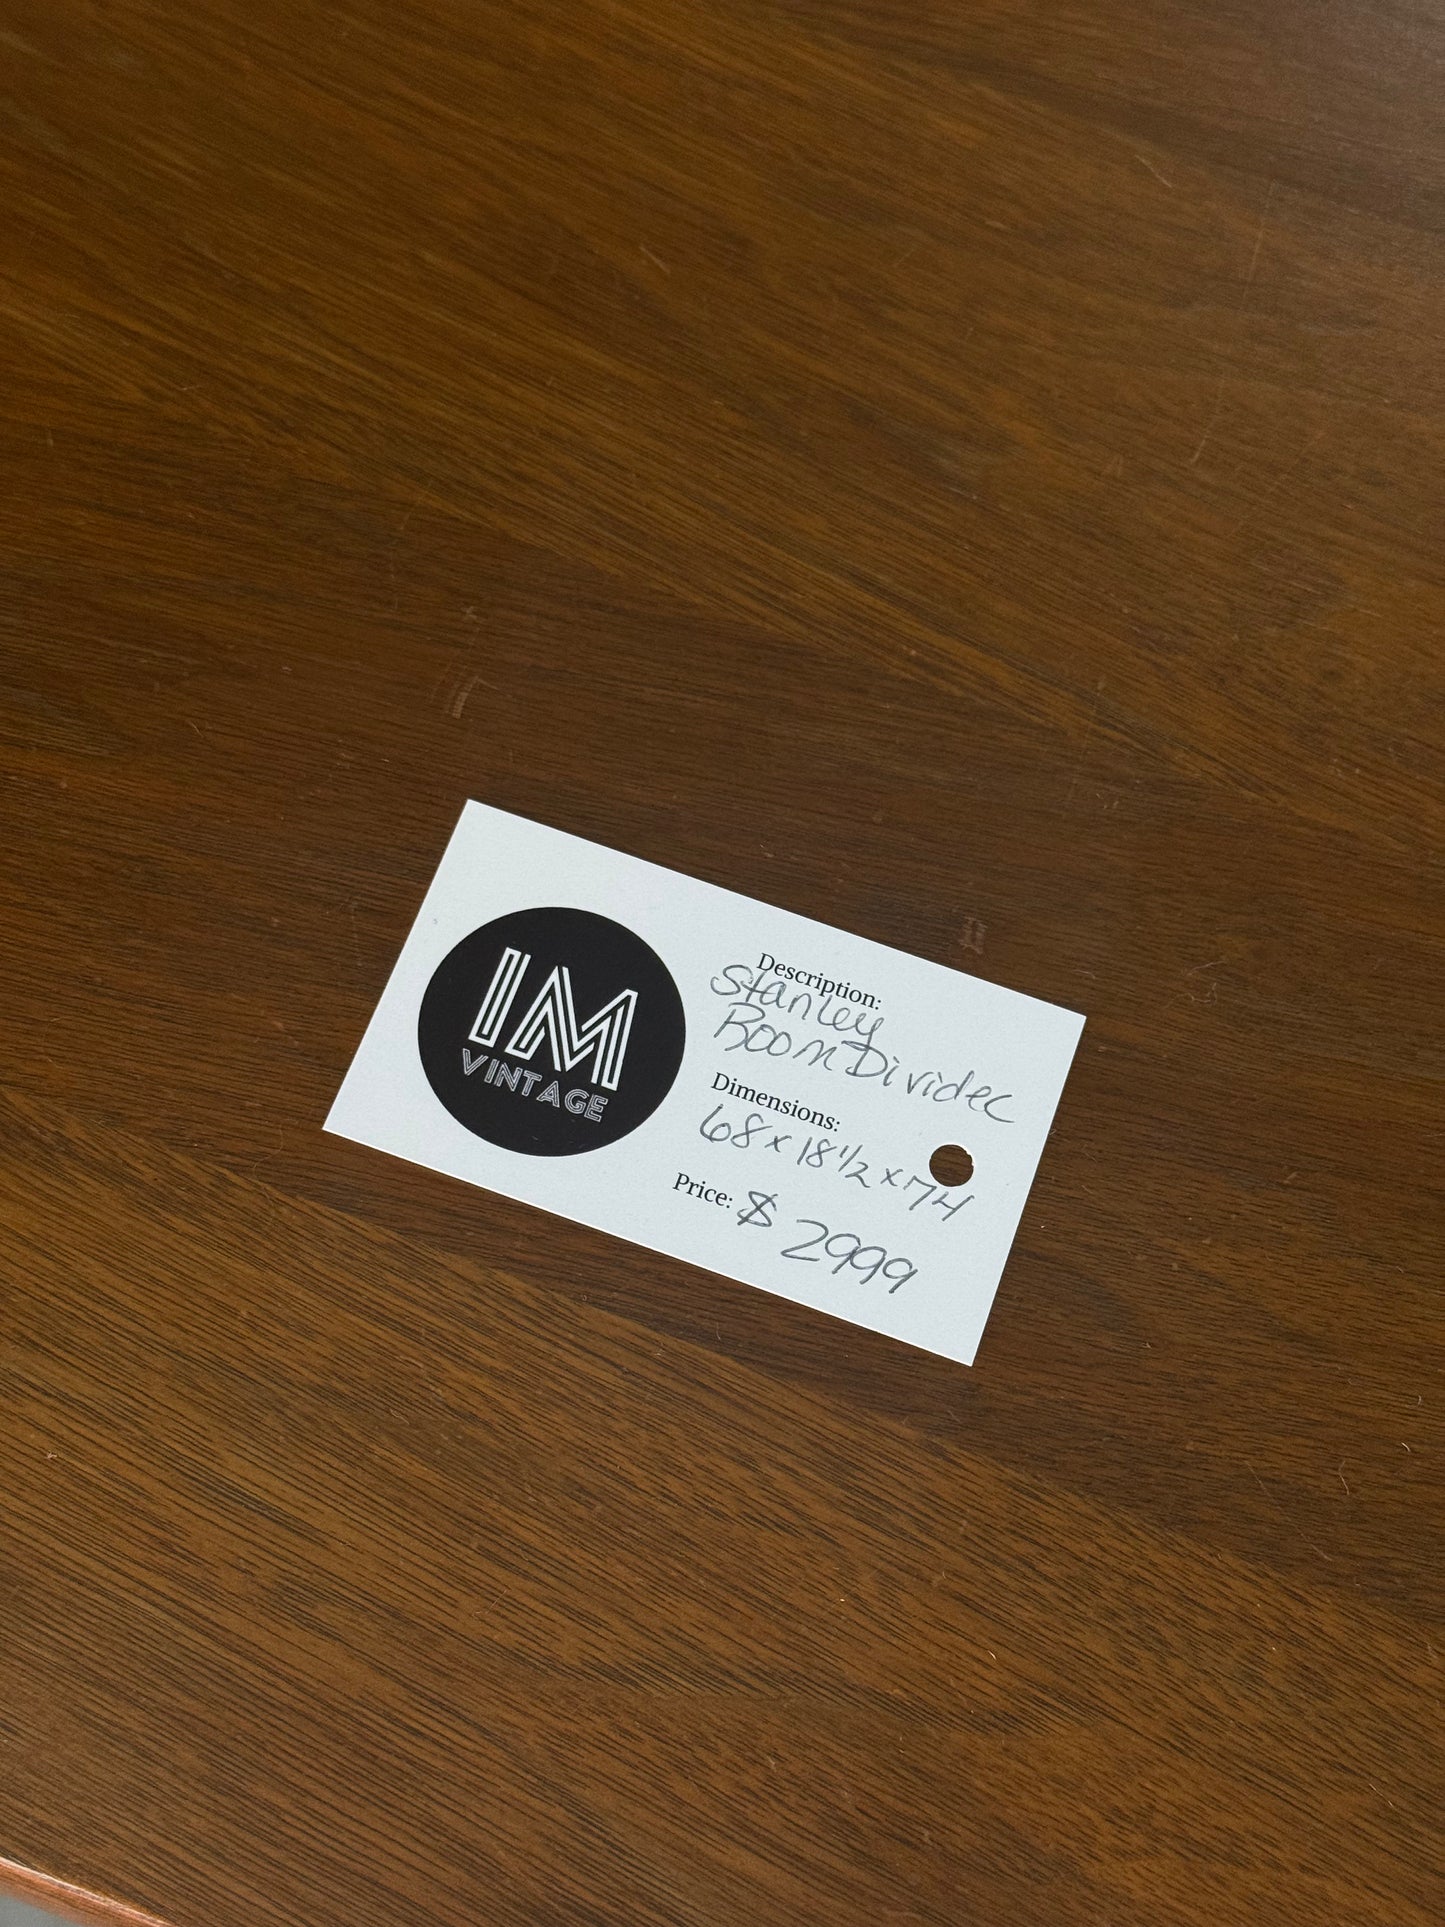 IM
VINTAGE
Description:
Stanley
Room Divider
Dimensions:
68 x 18 1/2 x 74
Price: $ 2999